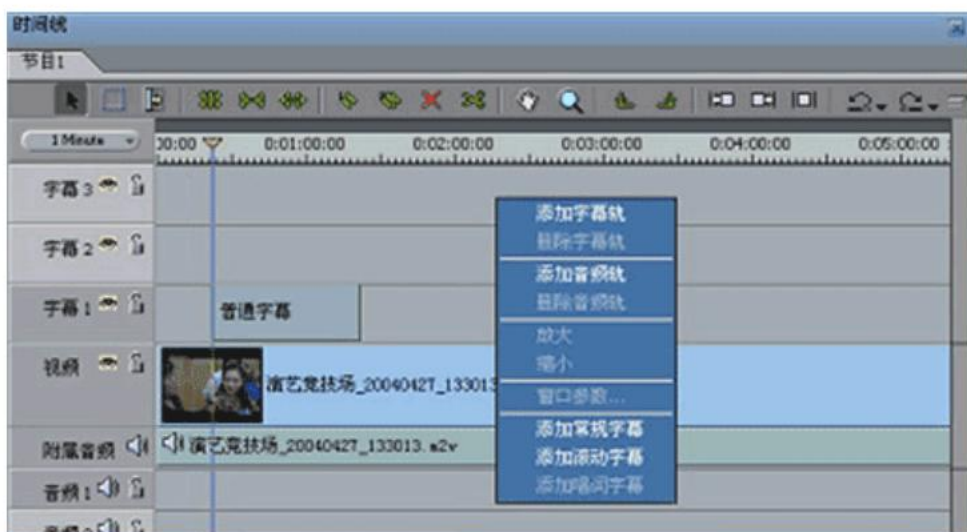 时间线
节目1
1 Minute
00:00
0:01:00:00
0:02:00:00
0:03:00:00
0:04:00:00
0:05:00:00
字幕 3
添加字幕轨
删除字幕轨
字幕 2
添加音频轨
删除音频轨
字幕 1
普通字幕
放大
缩小
视频
演艺竞技场_20040427_133013
窗口参数...
添加常规字幕
添加滚动字幕
添加唱词字幕
附属音频
演艺竞技场_20040427_133013.m2v
音频 1
音频 2